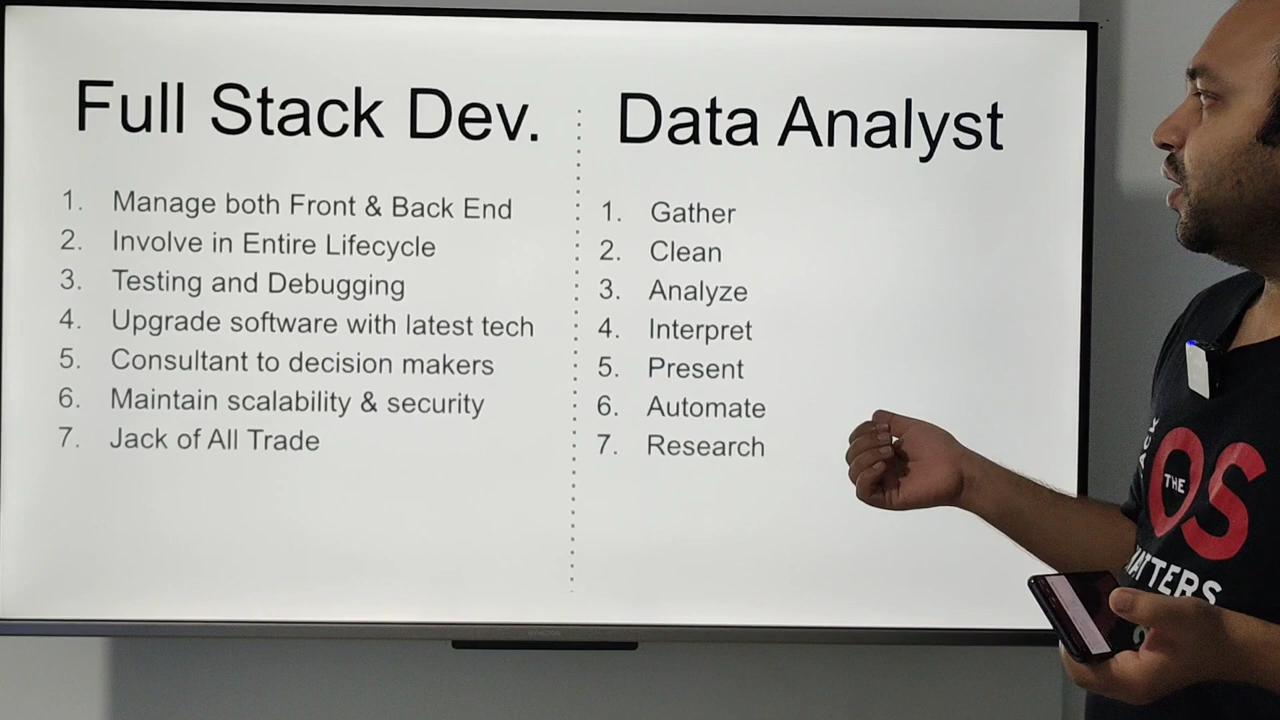 Full Stack Dev.
1. Manage both Front & Back End
2. Involve in Entire Lifecycle
3. Testing and Debugging
4. Upgrade software with latest tech
5. Consultant to decision makers
6. Maintain scalability & security
7. Jack of All Trade
Data Analyst
1. Gather
2. Clean
3. Analyze
4. Interpret
5. Present
6. Automate
7. Research
THE
OS